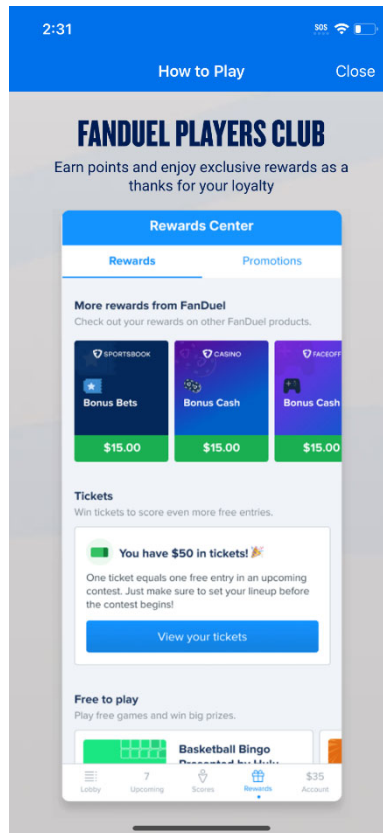 2:31
SOS
How to Play
Close
FANDUEL PLAYERS CLUB
Earn points and enjoy exclusive rewards as a
thanks for your loyalty
Rewards Center
Rewards
Promotions
More rewards from FanDuel
Check out your rewards on other FanDuel products.
SPORTSBOOK
CASINO
FACEOFF
Bonus Bets
Bonus Cash
Bonus Cash
$15.00
$15.00
$15.00
Tickets
Win tickets to score even more free entries.
You have $50 in tickets! 🎉
One ticket equals one free entry in an upcoming
contest. Just make sure to set your lineup before
the contest begins!
View your tickets
Free to play
Play free games and win big prizes.
Basketball Bingo
Presented by Hulu
7
$35
Lobby
Upcoming
Scores
Rewards
Account